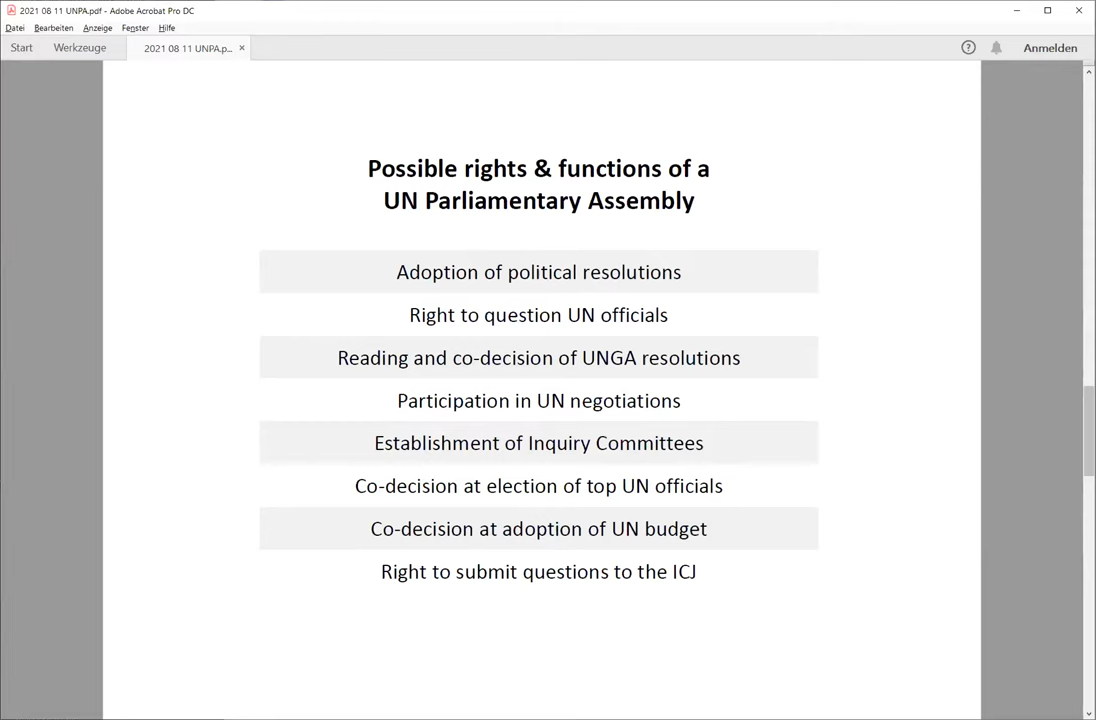 2021 08 11 UNPA.pdf - Adobe Acrobat Pro DC
Datei Bearbeiten Anzeige Fenster Hilfe
Start Werkzeuge 2021 08 11 UNPA.p... × ? Anmelden
Possible rights & functions of a
UN Parliamentary Assembly
Adoption of political resolutions
Right to question UN officials
Reading and co-decision of UNGA resolutions
Participation in UN negotiations
Establishment of Inquiry Committees
Co-decision at election of top UN officials
Co-decision at adoption of UN budget
Right to submit questions to the ICJ